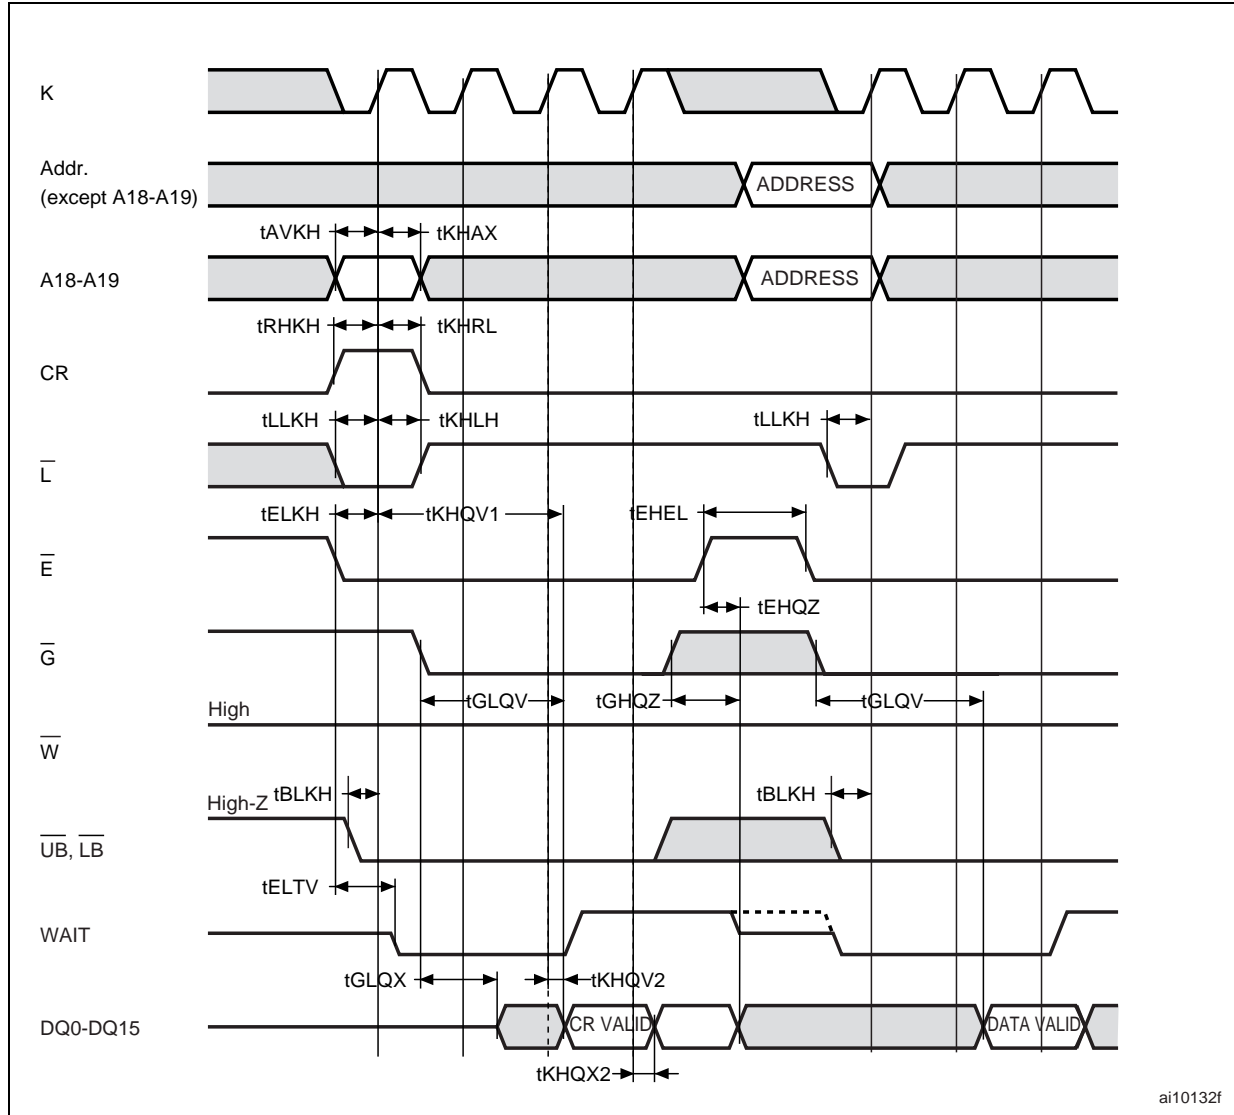 K
Addr.
(except A18-A19)
ADDRESS
tAVKH
tKHAX
A18-A19
ADDRESS
tRHKH
tKHRL
CR
tLLKH
tKHLH
tLLKH
L
tELKH
tKHQV1
tEHEL
E
tEHQZ
G
tGLQV
tGHQZ
tGLQV
High
W
tBLKH
tBLKH
High-Z
UB, LB
tELTV
WAIT
tGLQX
tKHQV2
DQ0-DQ15
CR VALID
DATA VALID
tKHQX2
ai10132f